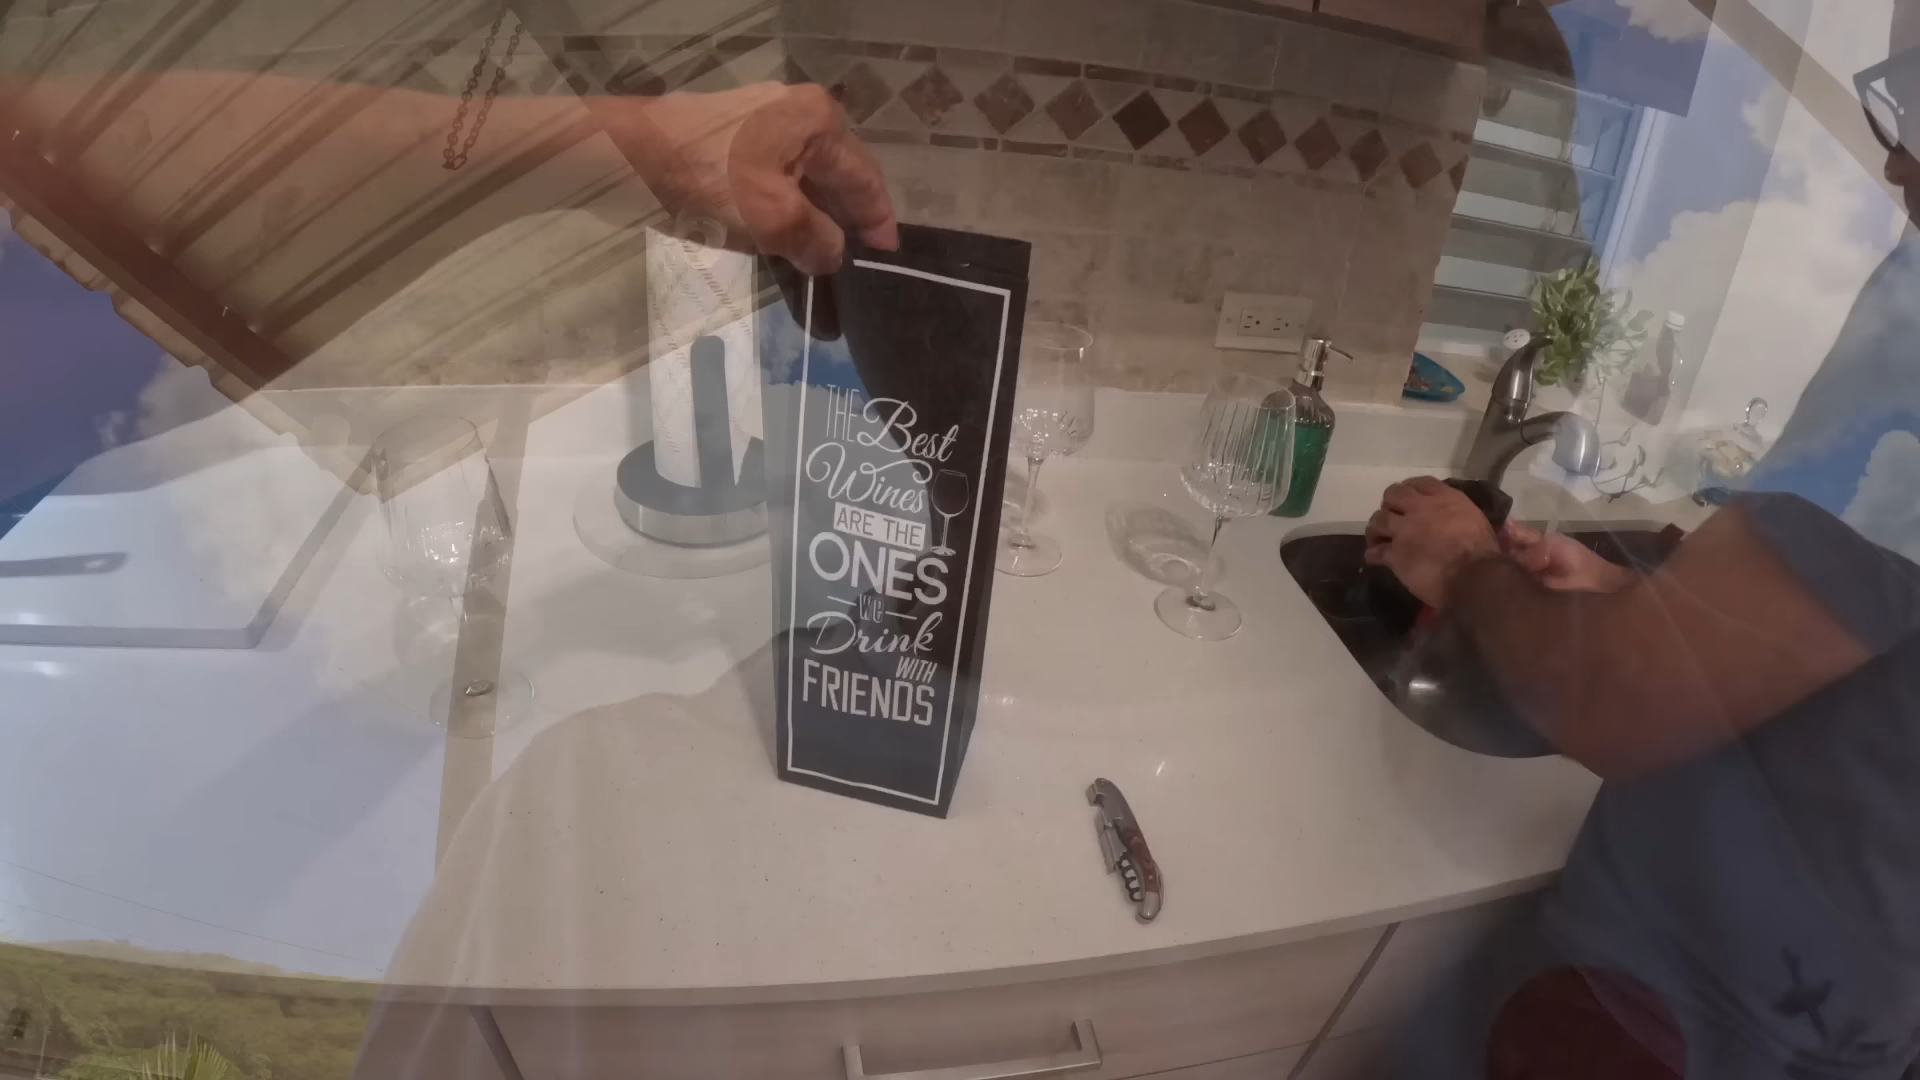 THE Best
Wines
ARE THE
ONES
we
Drink
WITH
FRIENDS